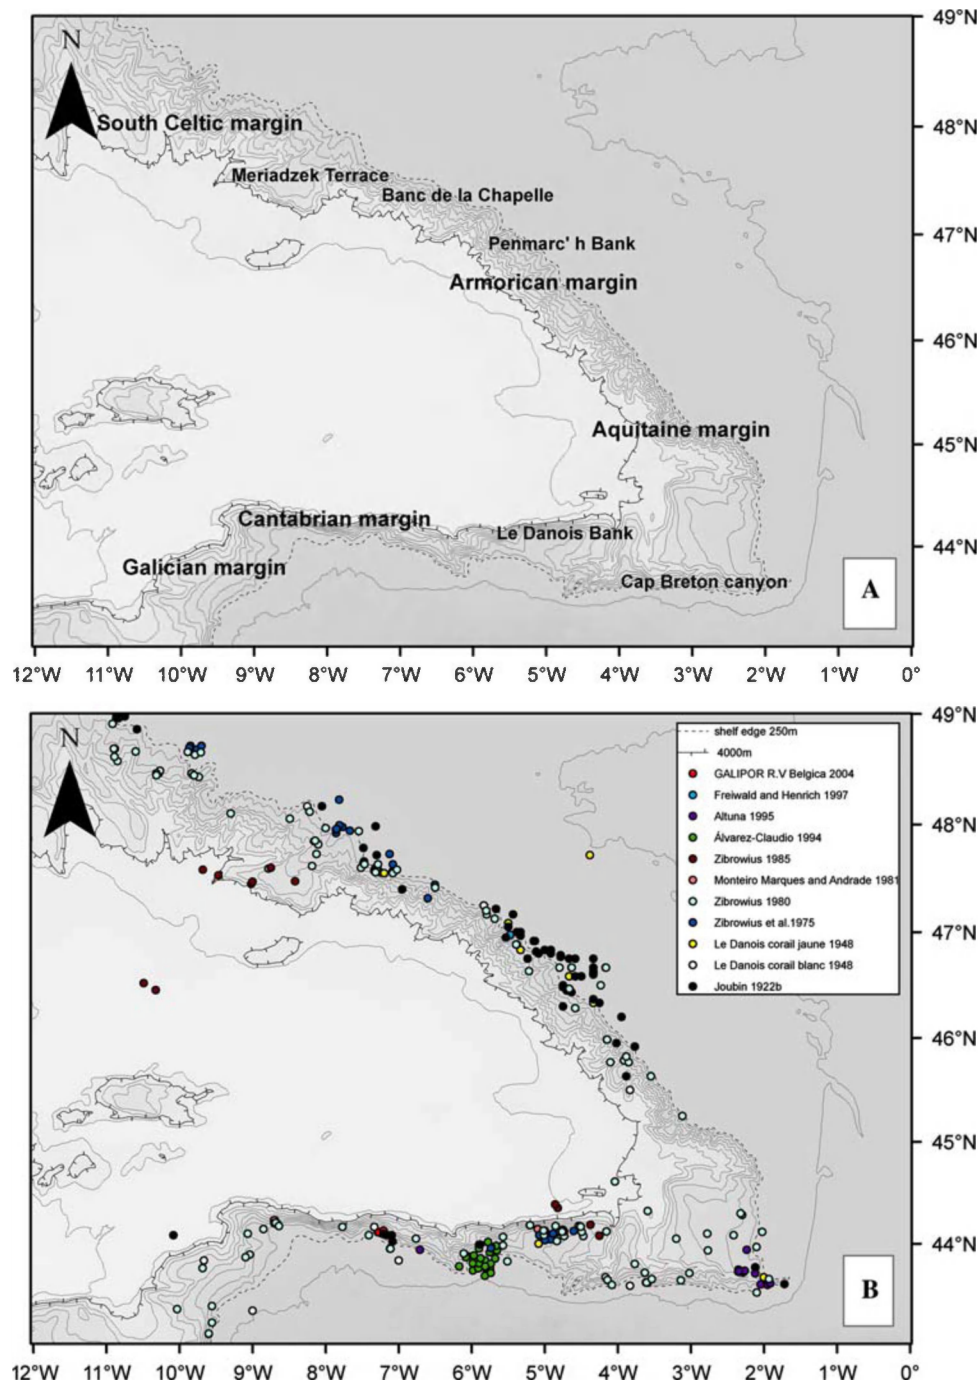 49°N
N
South Celtic margin
48°N
Meriadzek Terrace
Banc de la Chapelle
47°N
Penmarc' h Bank
Armorican margin
46°N
Aquitaine margin
45°N
Cantabrian margin
Le Danois Bank
44°N
Galician margin
Cap Breton canyon
A
12°W 11°W 10°W 9°W 8°W 7°W 6°W 5°W 4°W 3°W 2°W 1°W 0°
49°N
N
shelf edge 250m
4000m
GALIPOR R.V Belgica 2004
Freiwald and Henrich 1997
Altuna 1995
48°N
Álvarez-Claudio 1994
Zibrowius 1985
Monteiro Marques and Andrade 1981
Zibrowius 1980
Zibrowius et al.1975
47°N
Le Danois corail jaune 1948
Le Danois corail blanc 1948
Joubin 1922b
46°N
45°N
44°N
B
12°W 11°W 10°W 9°W 8°W 7°W 6°W 5°W 4°W 3°W 2°W 1°W 0°